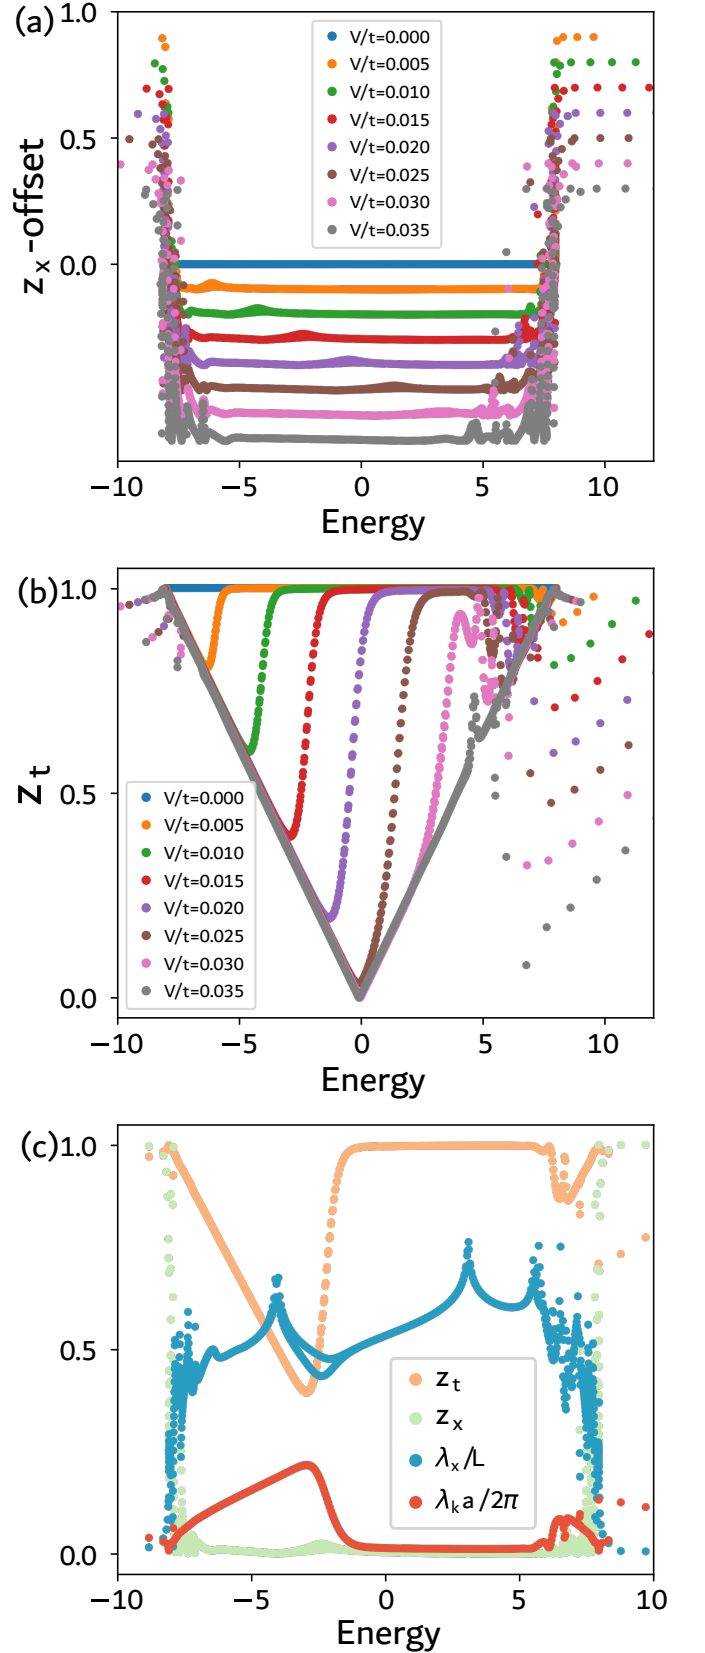 (a)
1.0
0.5
0.0
z_x-offset
V/t=0.000
V/t=0.005
V/t=0.010
V/t=0.015
V/t=0.020
V/t=0.025
V/t=0.030
V/t=0.035
−10 −5 0 5 10
Energy
(b)
1.0
0.5
0.0
z_t
V/t=0.000
V/t=0.005
V/t=0.010
V/t=0.015
V/t=0.020
V/t=0.025
V/t=0.030
V/t=0.035
−10 −5 0 5 10
Energy
(c)
1.0
0.5
0.0
z_t
z_x
λ_x/L
λ_k a/2π
−10 −5 0 5 10
Energy